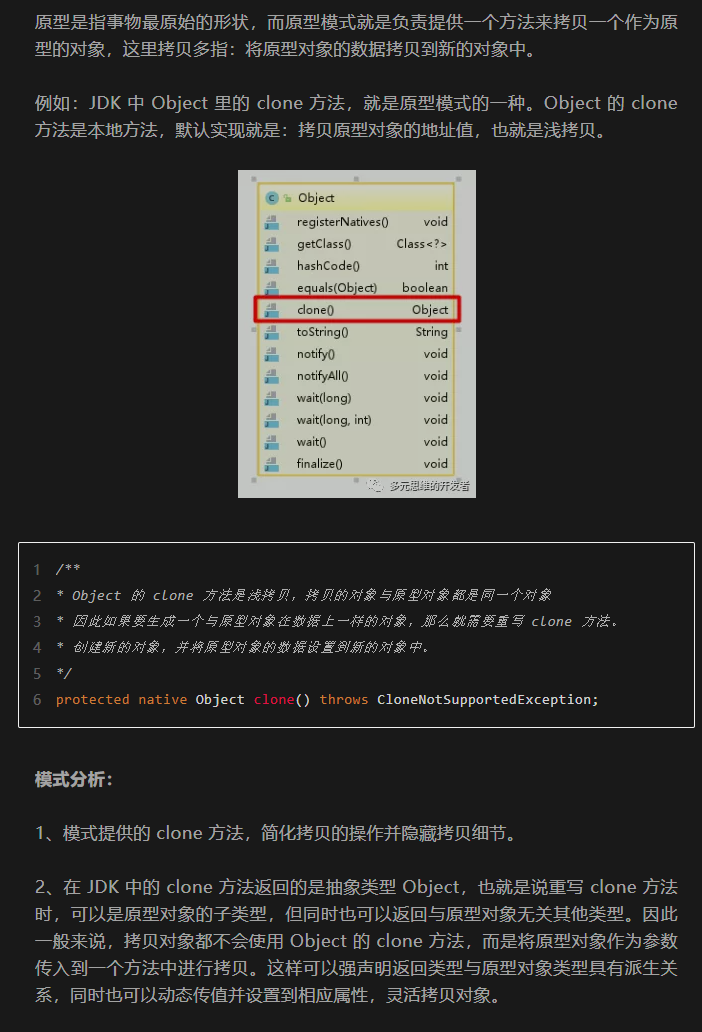 原型是指事物最原始的形状，而原型模式就是负责提供一个方法来拷贝一个作为原
型的对象，这里拷贝多指：将原型对象的数据拷贝到新的对象中。
例如：JDK 中 Object 里的 clone 方法，就是原型模式的一种。Object 的 clone
方法是本地方法，默认实现就是：拷贝原型对象的地址值，也就是浅拷贝。
C Object
registerNatives() void
getClass() Class<?>
hashCode() int
equals(Object) boolean
clone() Object
toString() String
notify() void
notifyAll() void
wait(long) void
wait(long, int) void
wait() void
finalize() void
多元思维的开发者
1 /**
2 * Object 的 clone 方法是浅拷贝，拷贝的对象与原型对象都是同一个对象
3 * 因此如果要生成一个与原型对象在数据上一样的对象，那么就需要重写 clone 方法。
4 * 创建新的对象，并将原型对象的数据设置到新的对象中。
5 */
6 protected native Object clone() throws CloneNotSupportedException;
模式分析：
1、模式提供的 clone 方法，简化拷贝的操作并隐藏拷贝细节。
2、在 JDK 中的 clone 方法返回的是抽象类型 Object，也就是说重写 clone 方法
时，可以是原型对象的子类型，但同时也可以返回与原型对象无关其他类型。因此
一般来说，拷贝对象都不会使用 Object 的 clone 方法，而是将原型对象作为参数
传入到一个方法中进行拷贝。这样可以强声明返回类型与原型对象类型具有派生关
系，同时也可以动态传值并设置到相应属性，灵活拷贝对象。